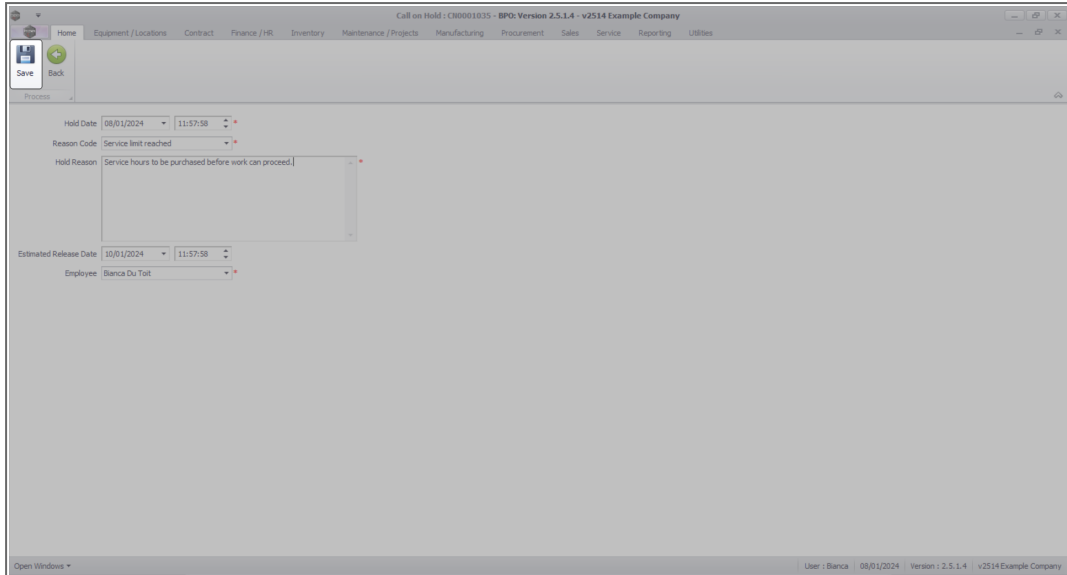 Call on Hold : CN0001035 - BPO: Version 2.5.1.4 - v2514 Example Company
Home Equipment / Locations Contract Finance / HR Inventory Maintenance / Projects Manufacturing Procurement Sales Service Reporting Utilities
Save Back
Process
Hold Date 08/01/2024 11:57:58 *
Reason Code Service limit reached *
Hold Reason Service hours to be purchased before work can proceed. *
Estimated Release Date 10/01/2024 11:57:58
Employee Bianca Du Toit *
Open Windows User : Bianca 08/01/2024 Version : 2.5.1.4 v2514 Example Company